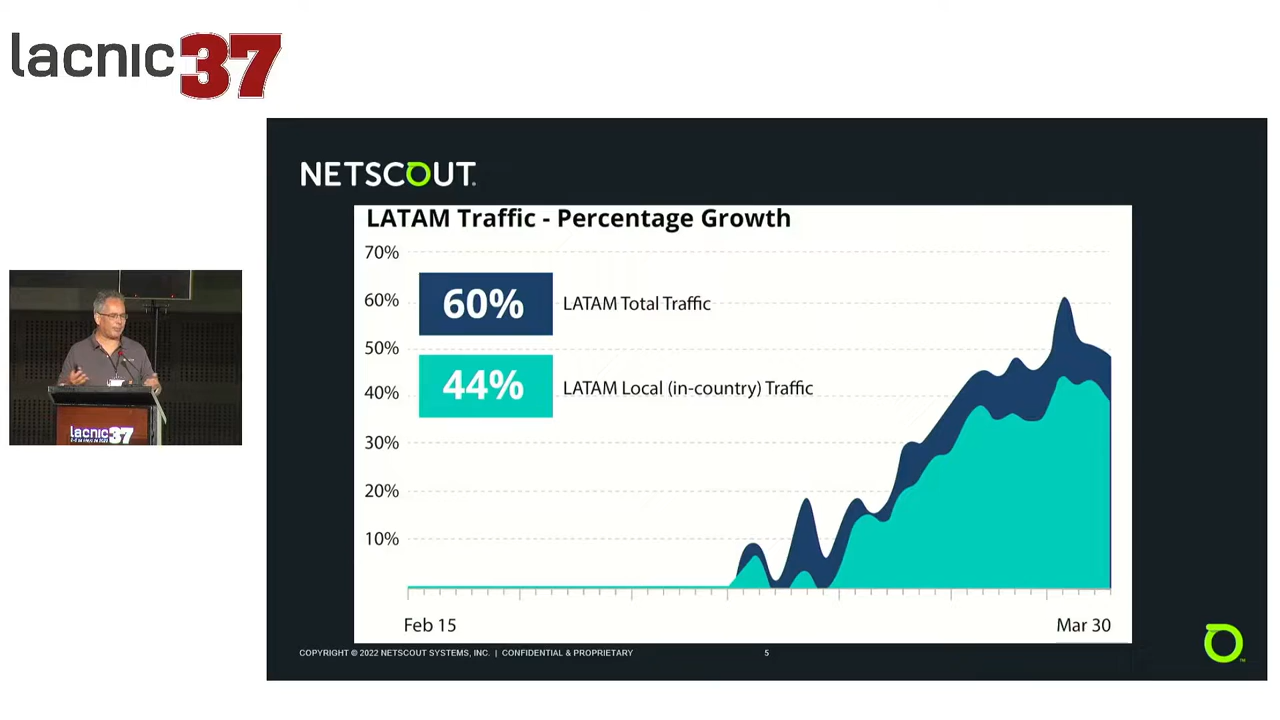 lacnic37
NETSCOUT.
LATAM Traffic - Percentage Growth
70%
60%
50%
40%
30%
20%
10%
60% LATAM Total Traffic
44% LATAM Local (in-country) Traffic
Feb 15
Mar 30
COPYRIGHT © 2022 NETSCOUT SYSTEMS, INC. | CONFIDENTIAL & PROPRIETARY
5
lacnic37